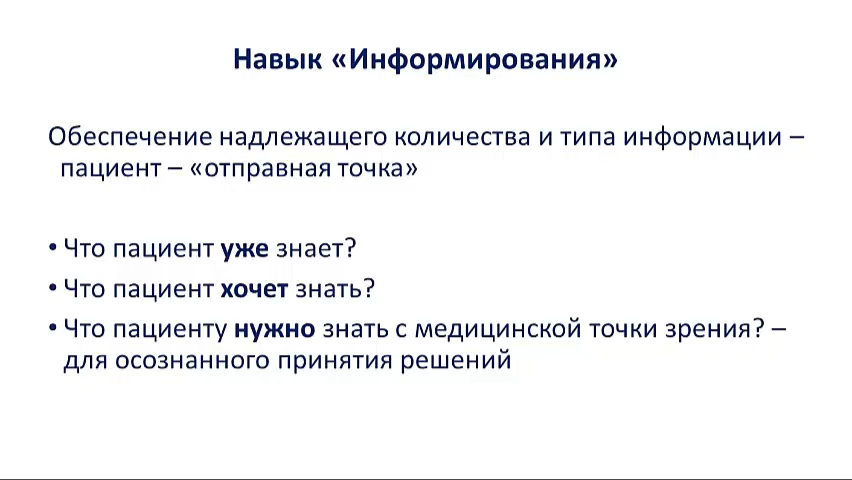 Навык «Информирования»
Обеспечение надлежащего количества и типа информации –
пациент – «отправная точка»
• Что пациент уже знает?
• Что пациент хочет знать?
• Что пациенту нужно знать с медицинской точки зрения? –
для осознанного принятия решений